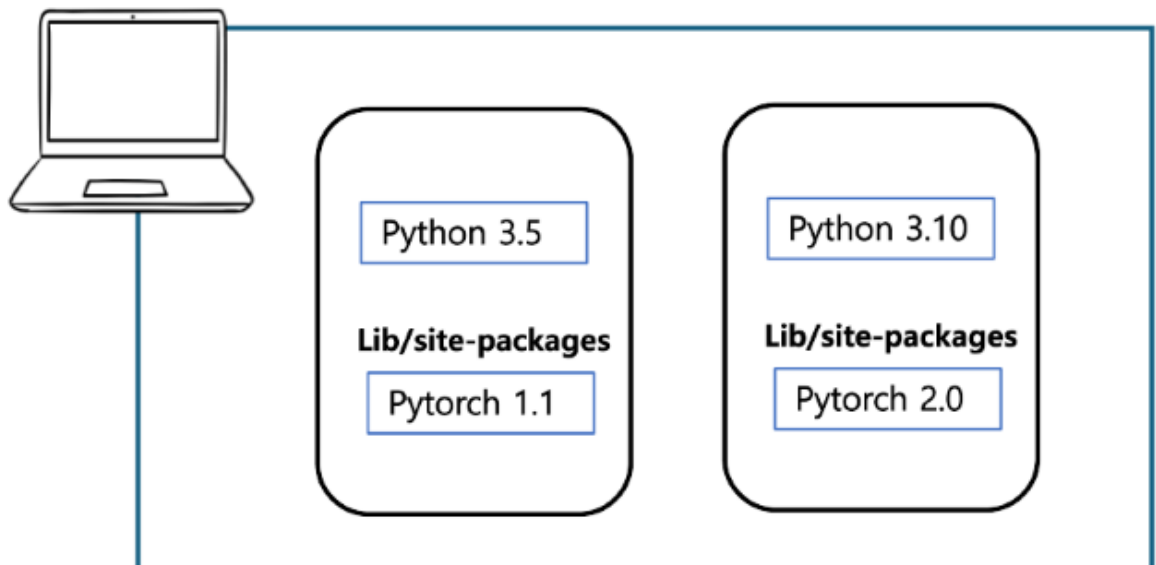 Python 3.5
Lib/site-packages
Pytorch 1.1
Python 3.10
Lib/site-packages
Pytorch 2.0